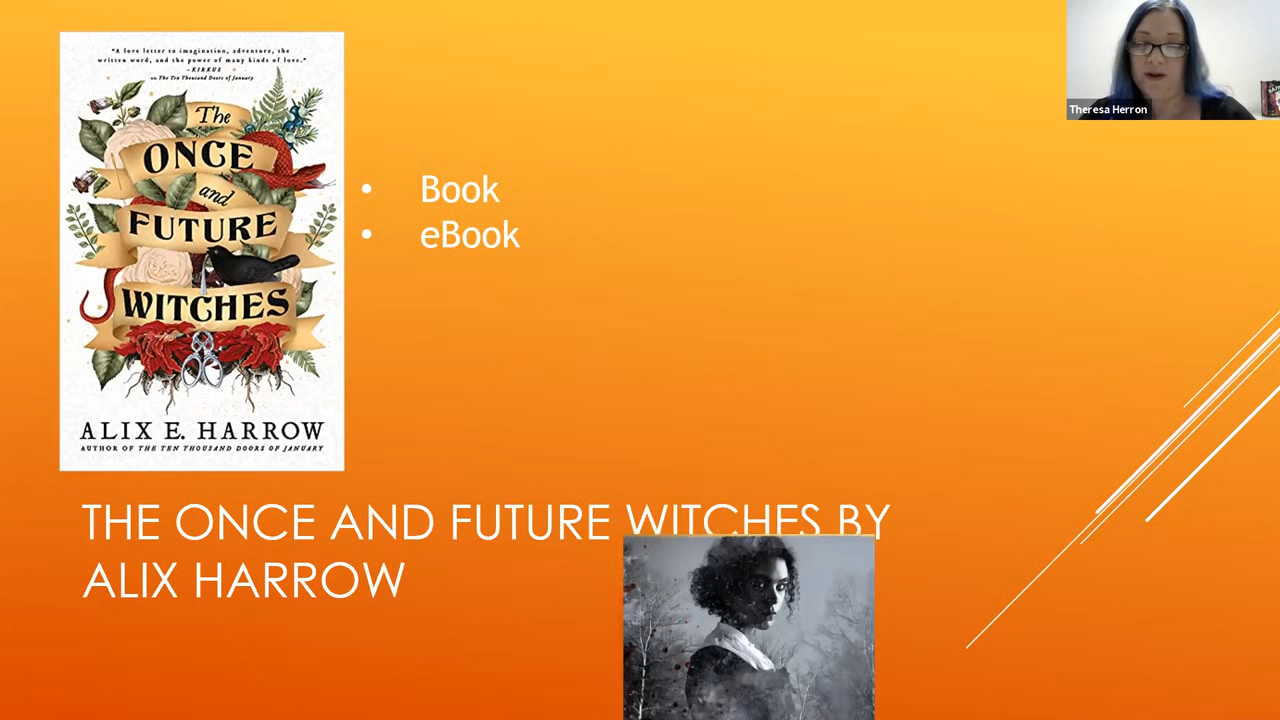 "A love letter to imagination, adventure, the
written word, and the power of many kinds of love."
—KIRKUS
on The Ten Thousand Doors of January
The
ONCE
and
FUTURE
WITCHES
ALIX E. HARROW
AUTHOR OF THE TEN THOUSAND DOORS OF JANUARY
• Book
• eBook
Theresa Herron
THE ONCE AND FUTURE WITCHES BY
ALIX HARROW